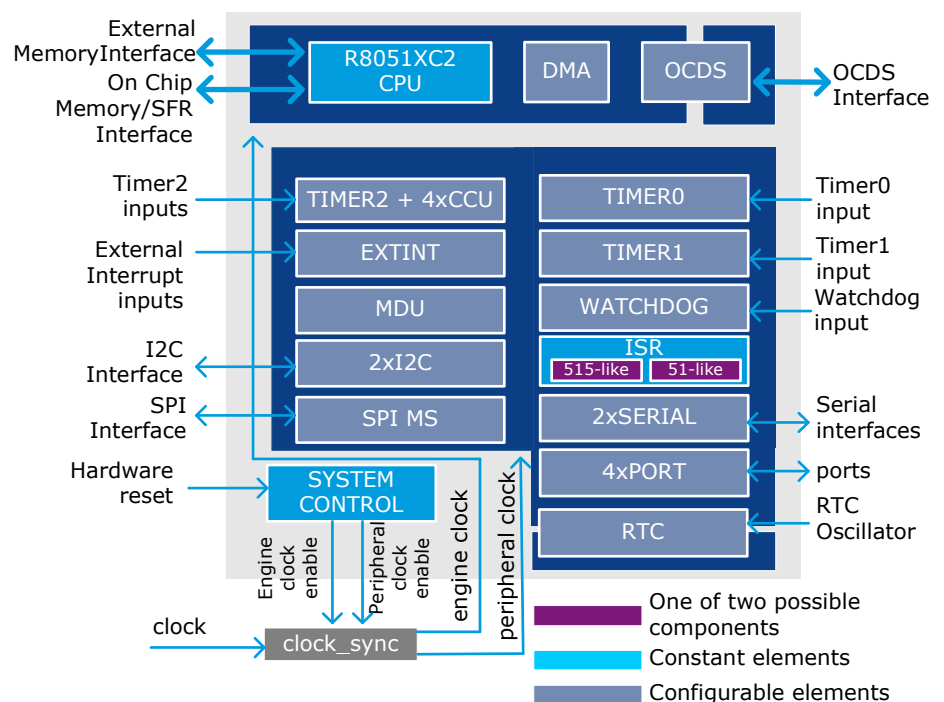 External
MemoryInterface
On Chip
Memory/SFR
Interface
R8051XC2
CPU
DMA
OCDS
OCDS
Interface
Timer2
inputs
External
Interrupt
inputs
I2C
Interface
SPI
Interface
Hardware
reset
TIMER2 + 4xCCU
EXTINT
MDU
2xI2C
SPI MS
TIMER0
TIMER1
WATCHDOG
ISR
515-like
51-like
2xSERIAL
4xPORT
RTC
Timer0
input
Timer1
input
Watchdog
input
Serial
interfaces
ports
RTC
Oscillator
SYSTEM
CONTROL
Engine
clock
enable
Peripheral
clock
enable
engine clock
peripheral clock
clock
clock_sync
One of two possible
components
Constant elements
Configurable elements